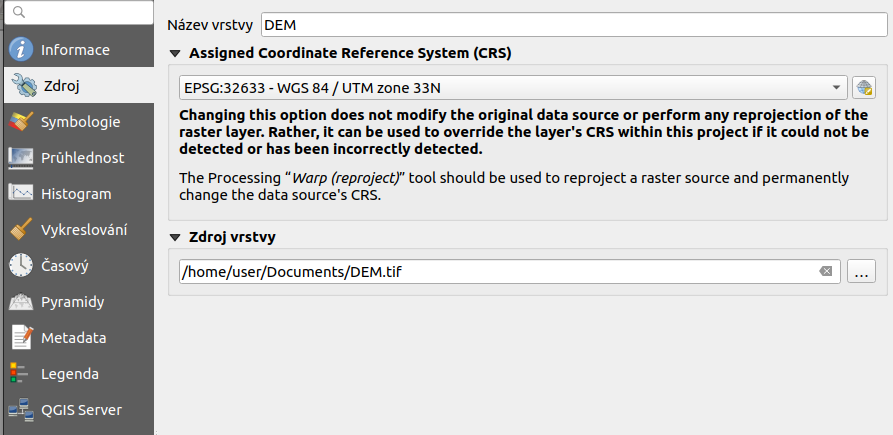 Název vrstvy DEM
Informace
Zdroj
Symbologie
Průhlednost
Histogram
Vykreslování
Časový
Pyramidy
Metadata
Legenda
QGIS Server
Assigned Coordinate Reference System (CRS)
EPSG:32633 - WGS 84 / UTM zone 33N
Changing this option does not modify the original data source or perform any reprojection of the
raster layer. Rather, it can be used to override the layer's CRS within this project if it could not be
detected or has been incorrectly detected.
The Processing “Warp (reproject)” tool should be used to reproject a raster source and permanently
change the data source's CRS.
Zdroj vrstvy
/home/user/Documents/DEM.tif
...